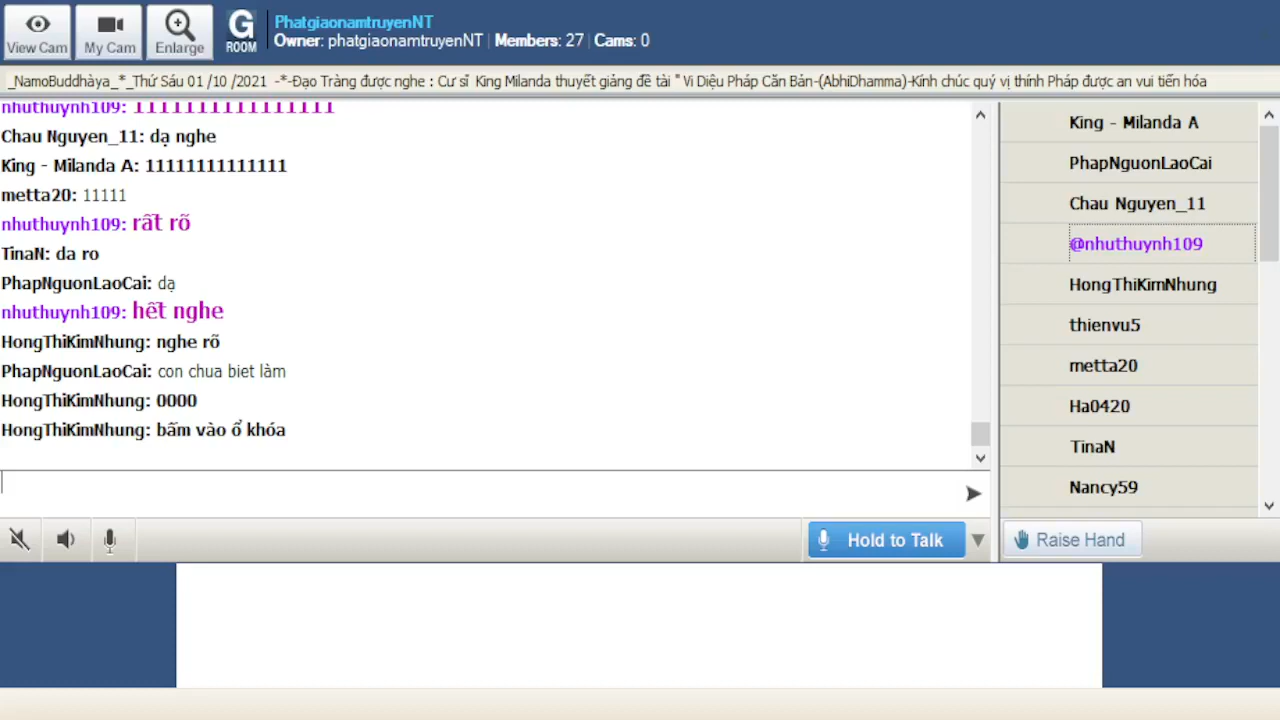 View Cam
My Cam
Enlarge
G
ROOM
PhatgiaonamtruyenNT
Owner: phatgiaonamtruyenNT | Members: 27 | Cams: 0
_NamoBuddhàya_*_Thứ Sáu 01 /10 /2021 -*-Đạo Tràng được nghe : Cư sĩ King Milanda thuyết giảng đề tài " Vi Diệu Pháp Căn Bản-(AbhiDhamma)-Kính chúc quý vị thính Pháp được an vui tiến hóa
nhuthuynh109: 1111111111111111
Chau Nguyen_11: dạ nghe
King - Milanda A: 11111111111111
metta20: 11111
nhuthuynh109: rất rõ
TinaN: da ro
PhapNguonLaoCai: dạ
nhuthuynh109: hết nghe
HongThiKimNhung: nghe rõ
PhapNguonLaoCai: con chua biet làm
HongThiKimNhung: 0000
HongThiKimNhung: bấm vào ổ khóa
King - Milanda A
PhapNguonLaoCai
Chau Nguyen_11
@nhuthuynh109
HongThiKimNhung
thienvu5
metta20
Ha0420
TinaN
Nancy59
Hold to Talk
Raise Hand